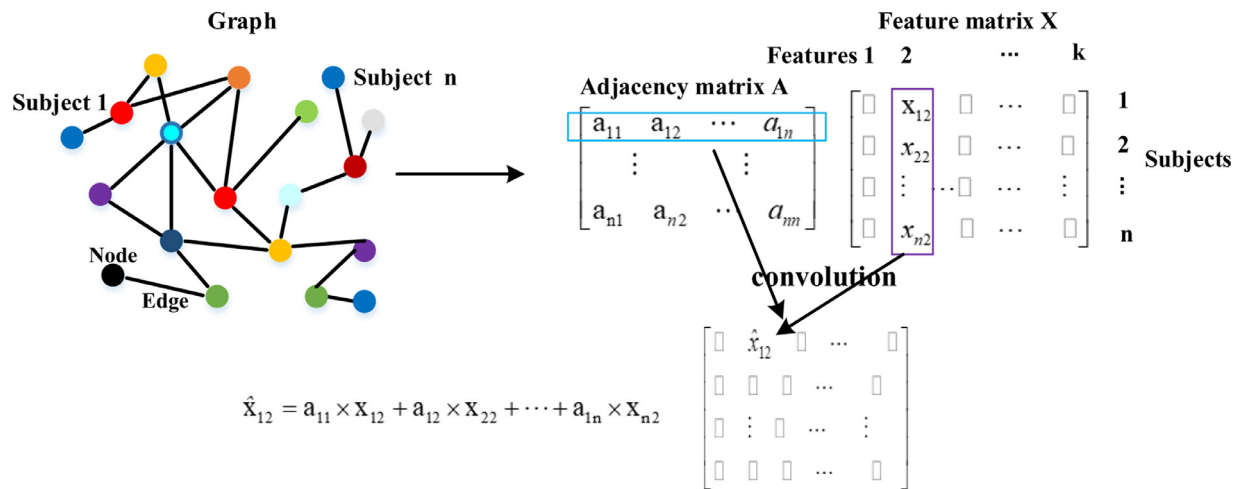 Graph
Subject 1
Subject n
Node
Edge
Adjacency matrix A
a₁₁ a₁₂ ⋯ a₁ₙ
⋮ ⋮
aₙ₁ aₙ₂ ⋯ aₙₙ
Feature matrix X
Features 1 2 ... k
▯ x₁₂ ▯ ⋯ ▯ 1
▯ x₂₂ ▯ ⋯ ▯ 2
Subjects
▯ ⋮ ⋯ ▯ ⋯ ⋮ ⋮
▯ xₙ₂ ▯ ⋯ ▯ n
convolution
▯ x̂₁₂ ▯ ⋯ ▯
▯ ▯ ▯ ⋯ ▯
▯ ⋮ ▯ ⋯ ⋮
▯ ▯ ▯ ⋯ ▯
x̂₁₂ = a₁₁ × x₁₂ + a₁₂ × x₂₂ + ⋯ + a₁ₙ × xₙ₂